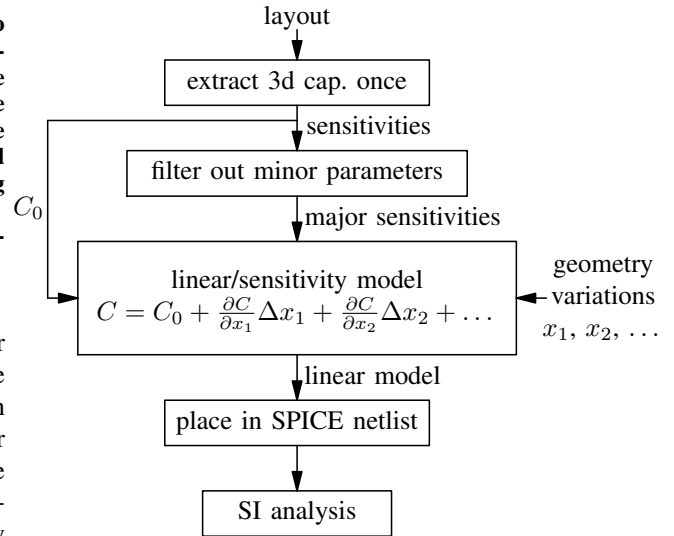 layout
extract 3d cap. once
sensitivities
filter out minor parameters
C₀
major sensitivities
linear/sensitivity model
C = C₀ + ∂C/∂x₁ Δx₁ + ∂C/∂x₂ Δx₂ + …
geometry
variations
x₁, x₂, …
linear model
place in SPICE netlist
SI analysis